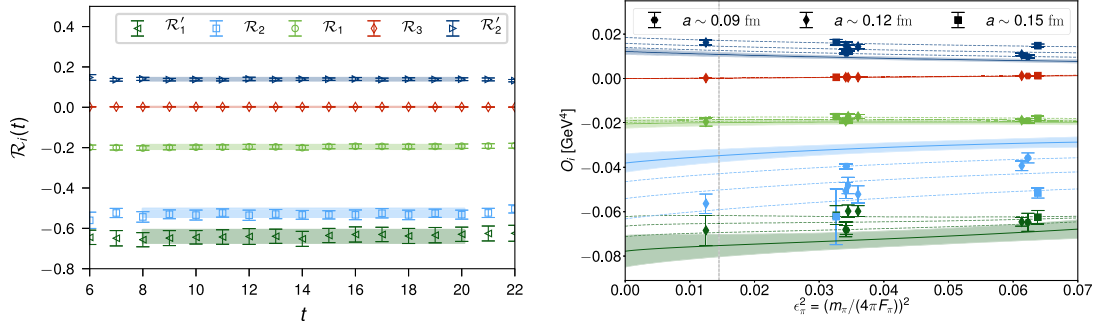 R′₁ R₂ R₁ R₃ R′₂
0.4
0.2
0.0
−0.2
−0.4
−0.6
−0.8
ℛᵢ(t)
6 8 10 12 14 16 18 20 22
t
a ∼ 0.09 fm a ∼ 0.12 fm a ∼ 0.15 fm
0.02
0.00
−0.02
−0.04
−0.06
−0.08
Oᵢ [GeV⁴]
0.00 0.01 0.02 0.03 0.04 0.05 0.06 0.07
ϵ²_π = (m_π/(4πF_π))²